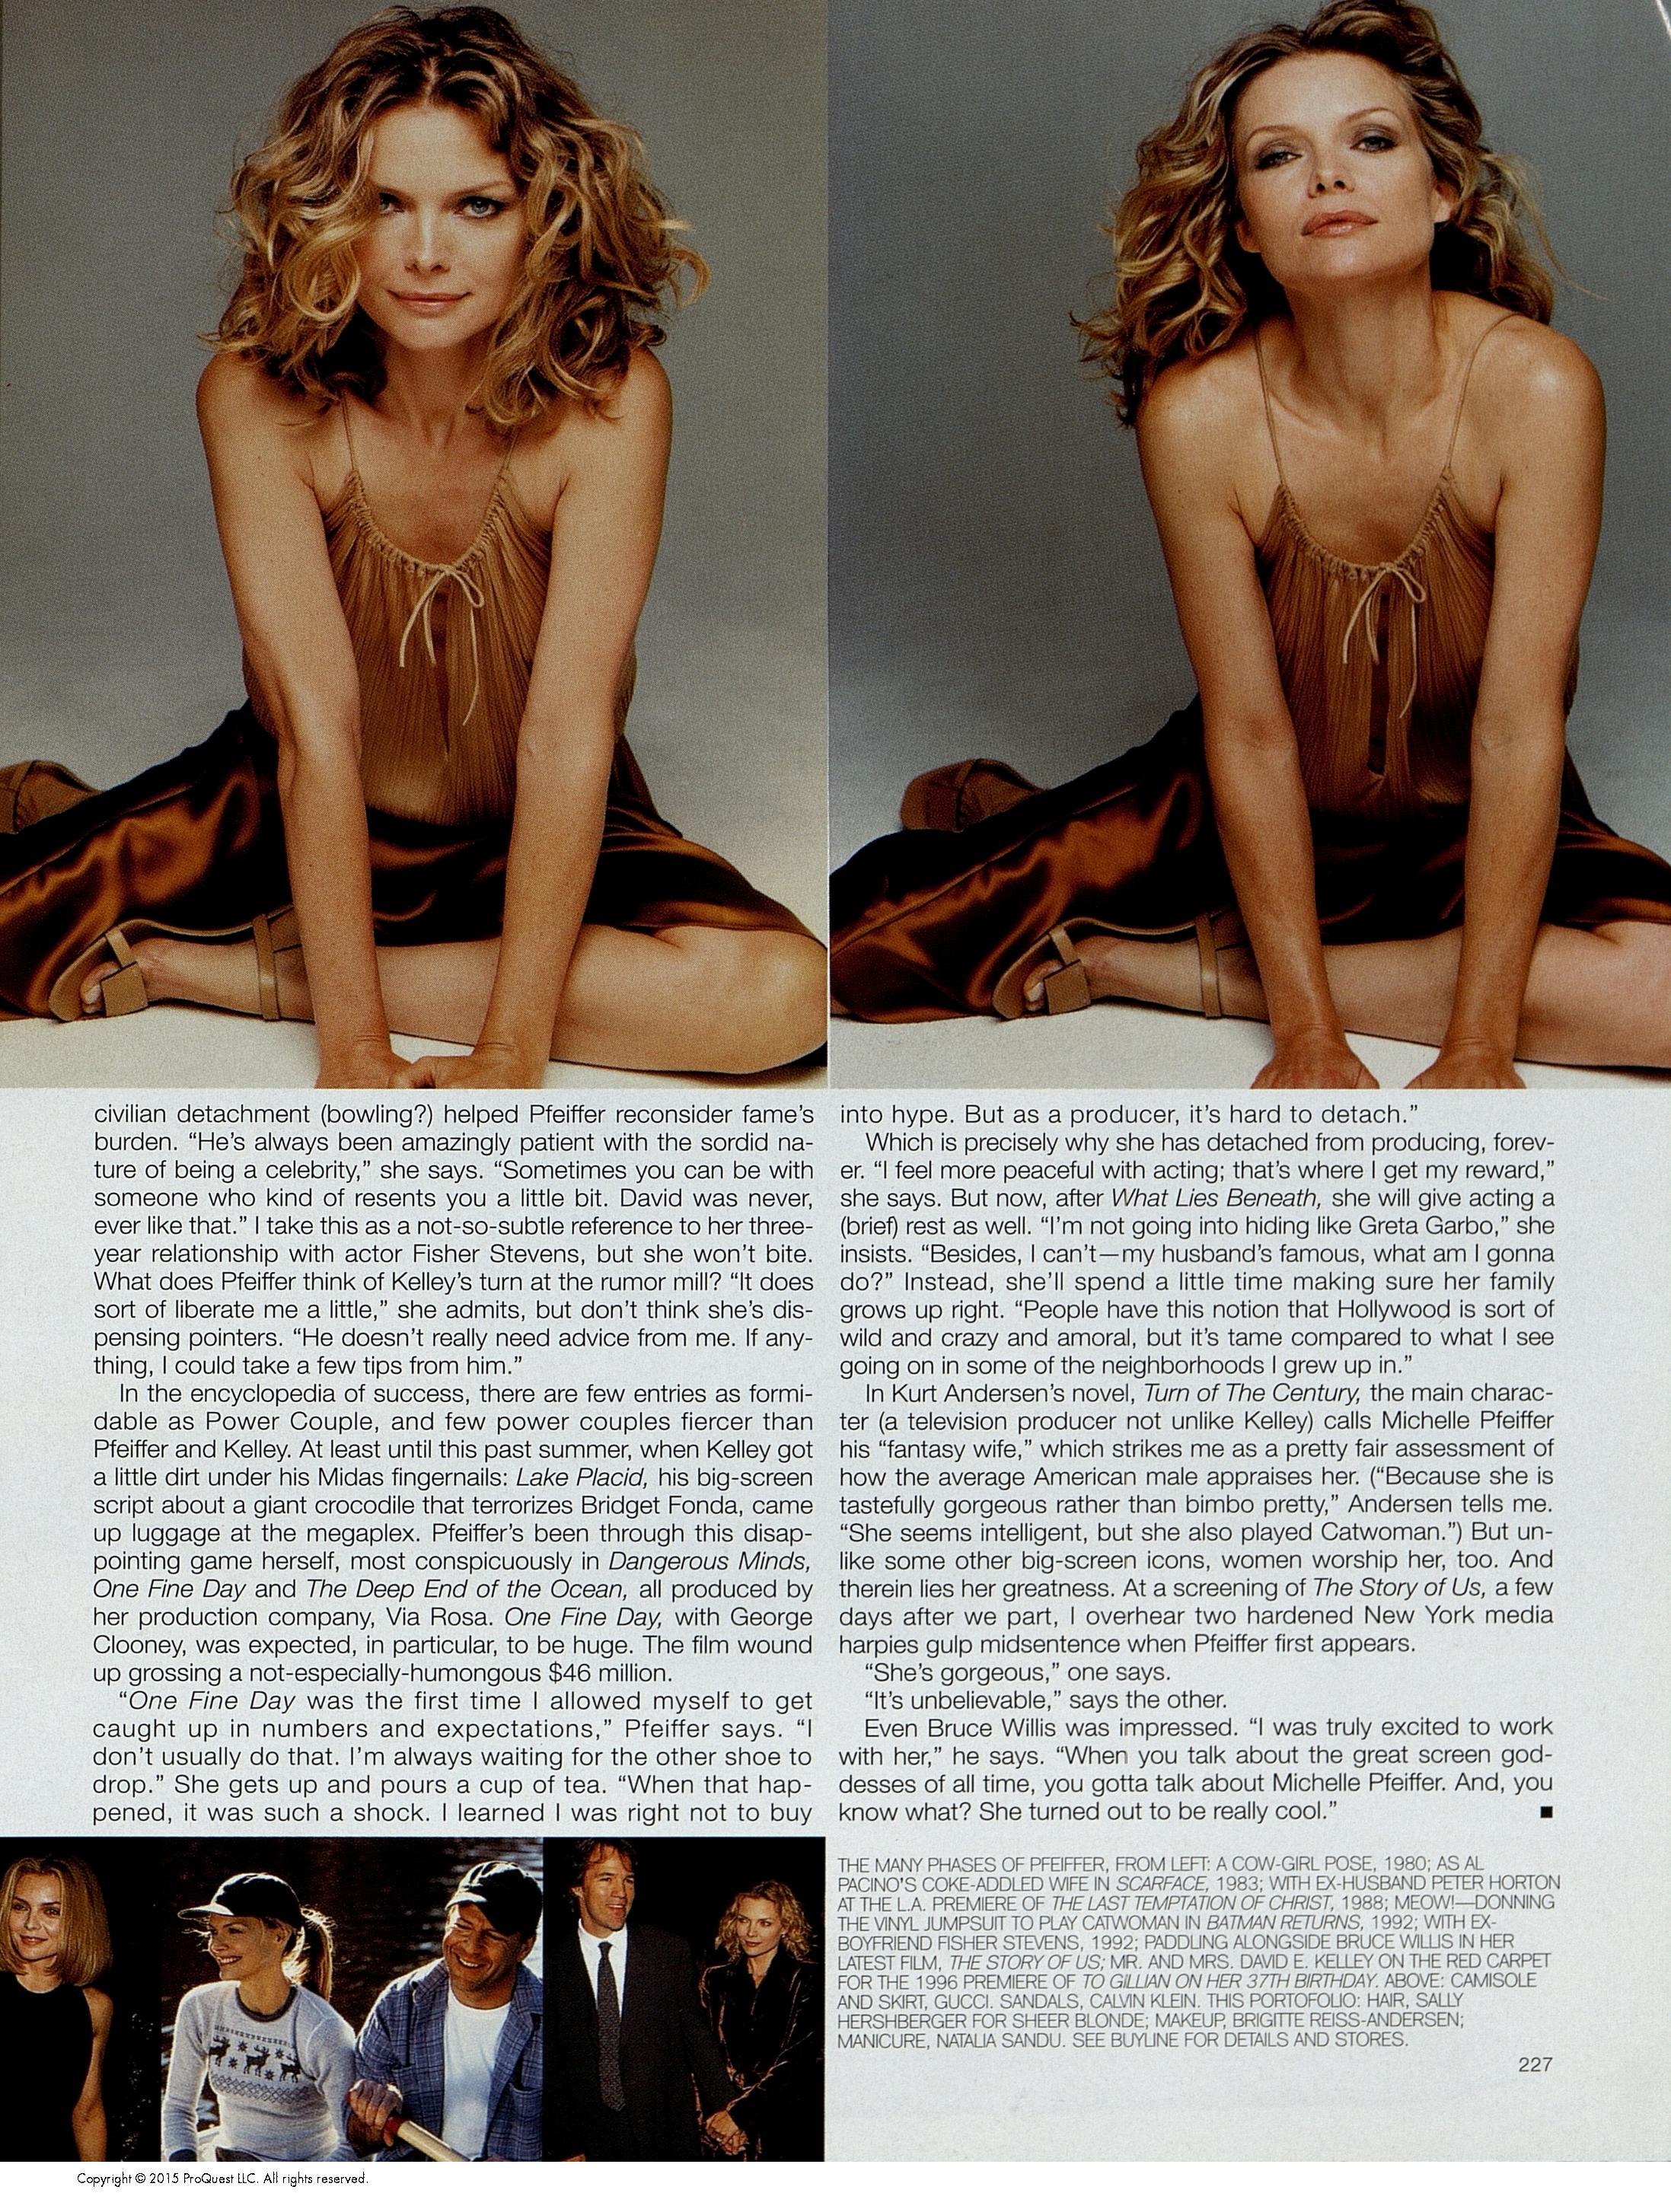 civilian detachment (bowling?) helped Pfeiffer reconsider fame's
burden. “He's always been amazingly patient with the sordid na-
ture of being a celebrity,” she says. “Sometimes you can be with
someone who kind of resents you a little bit. David was never,
ever like that.” I take this as a not-so-subtle reference to her three-
year relationship with actor Fisher Stevens, but she won't bite.
What does Pfeiffer think of Kelley's turn at the rumor mill? “It does
sort of liberate me a little,” she admits, but don't think she's dis-
pensing pointers. “He doesn't really need advice from me. If any-
thing, I could take a few tips from him.”
In the encyclopedia of success, there are few entries as formi-
dable as Power Couple, and few power couples fiercer than
Pfeiffer and Kelley. At least until this past summer, when Kelley got
a little dirt under his Midas fingernails: Lake Placid, his big-screen
script about a giant crocodile that terrorizes Bridget Fonda, came
up luggage at the megaplex. Pfeiffer's been through this disap-
pointing game herself, most conspicuously in Dangerous Minds,
One Fine Day and The Deep End of the Ocean, all produced by
her production company, Via Rosa. One Fine Day, with George
Clooney, was expected, in particular, to be huge. The film wound
up grossing a not-especially-humongous $46 million.
“One Fine Day was the first time I allowed myself to get
caught up in numbers and expectations,” Pfeiffer says. “I
don't usually do that. I'm always waiting for the other shoe to
drop.” She gets up and pours a cup of tea. “When that hap-
pened, it was such a shock. I learned I was right not to buy
into hype. But as a producer, it's hard to detach.”
Which is precisely why she has detached from producing, forev-
er. “I feel more peaceful with acting; that's where I get my reward,”
she says. But now, after What Lies Beneath, she will give acting a
(brief) rest as well. “I'm not going into hiding like Greta Garbo,” she
insists. “Besides, I can't—my husband's famous, what am I gonna
do?” Instead, she'll spend a little time making sure her family
grows up right. “People have this notion that Hollywood is sort of
wild and crazy and amoral, but it's tame compared to what I see
going on in some of the neighborhoods I grew up in.”
In Kurt Andersen's novel, Turn of The Century, the main charac-
ter (a television producer not unlike Kelley) calls Michelle Pfeiffer
his “fantasy wife,” which strikes me as a pretty fair assessment of
how the average American male appraises her. (“Because she is
tastefully gorgeous rather than bimbo pretty,” Andersen tells me.
“She seems intelligent, but she also played Catwoman.”) But un-
like some other big-screen icons, women worship her, too. And
therein lies her greatness. At a screening of The Story of Us, a few
days after we part, I overhear two hardened New York media
harpies gulp midsentence when Pfeiffer first appears.
“She's gorgeous,” one says.
“It's unbelievable,” says the other.
Even Bruce Willis was impressed. “I was truly excited to work
with her,” he says. “When you talk about the great screen god-
desses of all time, you gotta talk about Michelle Pfeiffer. And, you
know what? She turned out to be really cool.” ■
THE MANY PHASES OF PFEIFFER, FROM LEFT: A COW-GIRL POSE, 1980; AS AL
PACINO'S COKE-ADDLED WIFE IN SCARFACE, 1983; WITH EX-HUSBAND PETER HORTON
AT THE L.A. PREMIERE OF THE LAST TEMPTATION OF CHRIST, 1988; MEOW!—DONNING
THE VINYL JUMPSUIT TO PLAY CATWOMAN IN BATMAN RETURNS, 1992; WITH EX-
BOYFRIEND FISHER STEVENS, 1992; PADDLING ALONGSIDE BRUCE WILLIS IN HER
LATEST FILM, THE STORY OF US; MR. AND MRS. DAVID E. KELLEY ON THE RED CARPET
FOR THE 1996 PREMIERE OF TO GILLIAN ON HER 37TH BIRTHDAY. ABOVE: CAMISOLE
AND SKIRT, GUCCI. SANDALS, CALVIN KLEIN. THIS PORTOFOLIO: HAIR, SALLY
HERSHBERGER FOR SHEER BLONDE; MAKEUP, BRIGITTE REISS-ANDERSEN;
MANICURE, NATALIA SANDU. SEE BUYLINE FOR DETAILS AND STORES.
227
Copyright © 2015 ProQuest LLC. All rights reserved.